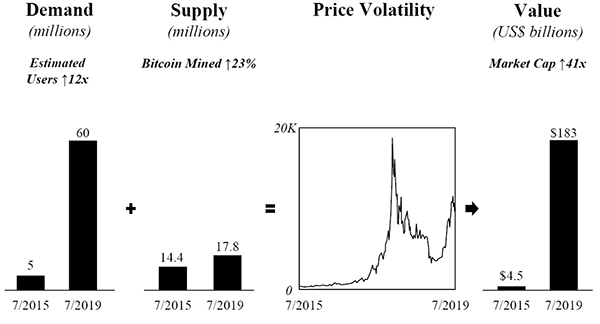 Demand
(millions)
Estimated
Users ↑12x
60
5
7/2015 7/2019
+
Supply
(millions)
Bitcoin Mined ↑23%
14.4
17.8
7/2015 7/2019
=
Price Volatility
20K
0
7/2015 7/2019
Value
(US$ billions)
Market Cap ↑41x
$183
$4.5
7/2015 7/2019